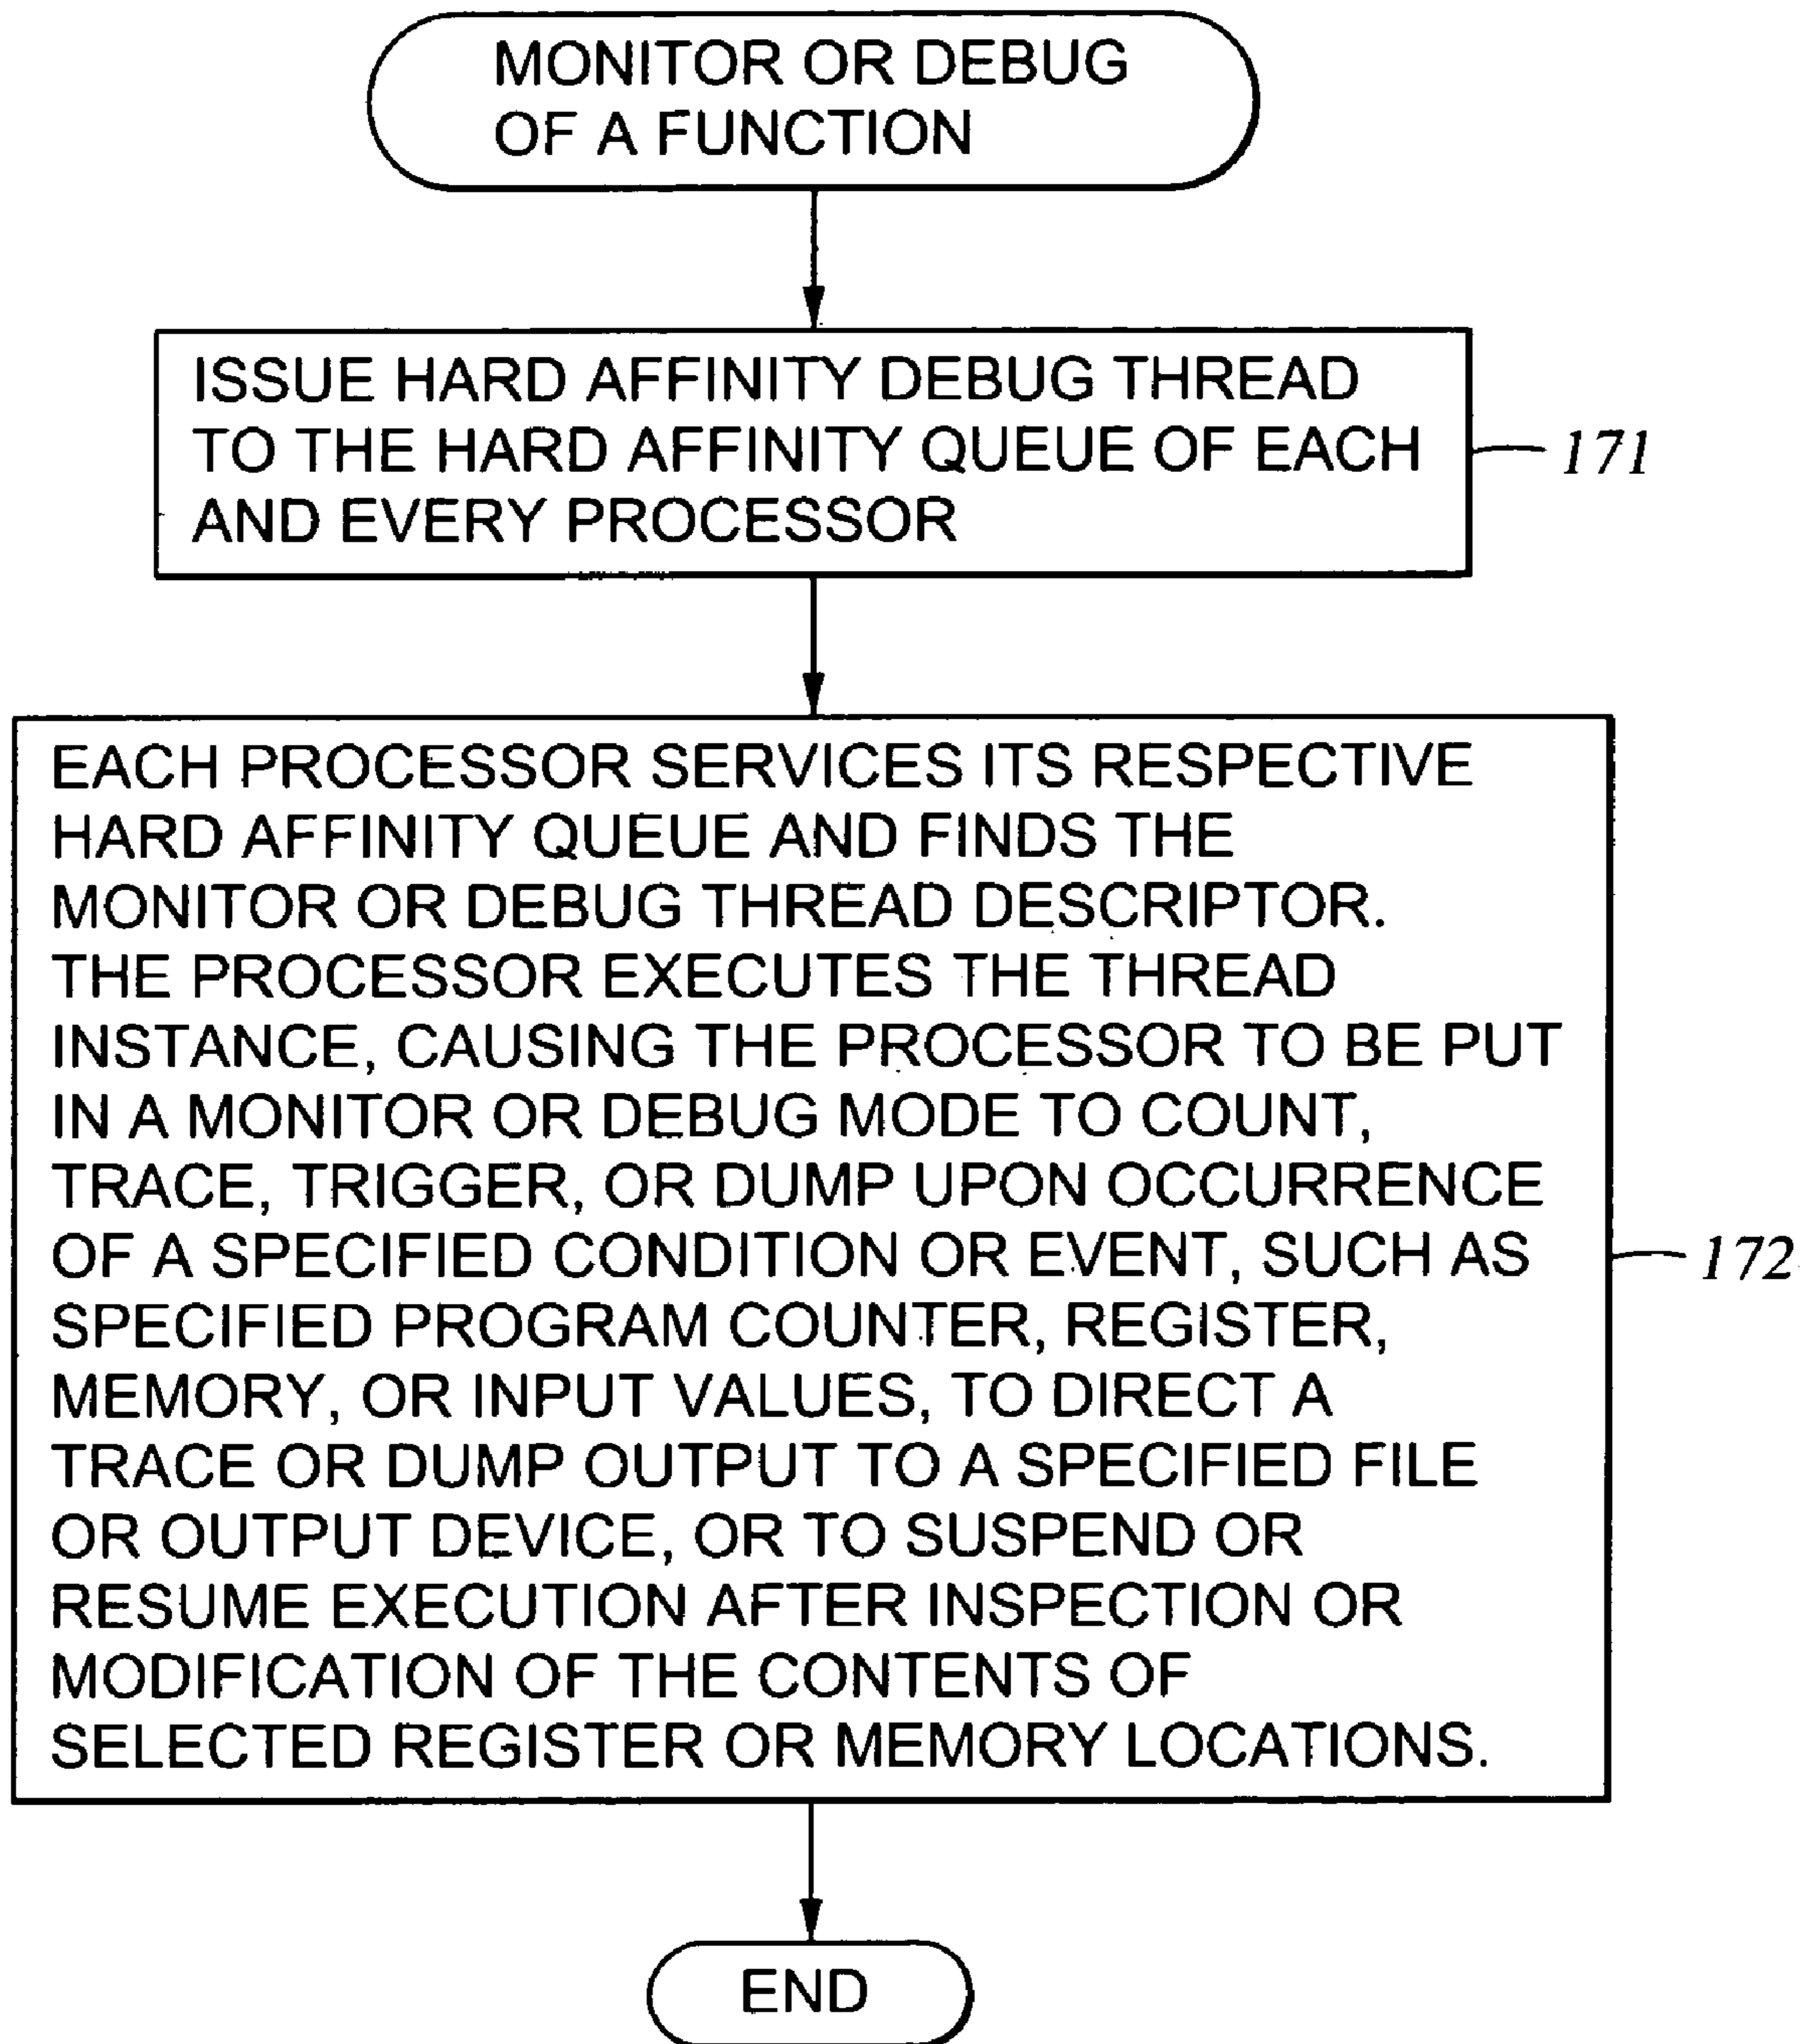 MONITOR OR DEBUG
OF A FUNCTION
ISSUE HARD AFFINITY DEBUG THREAD
TO THE HARD AFFINITY QUEUE OF EACH
AND EVERY PROCESSOR
171
EACH PROCESSOR SERVICES ITS RESPECTIVE
HARD AFFINITY QUEUE AND FINDS THE
MONITOR OR DEBUG THREAD DESCRIPTOR.
THE PROCESSOR EXECUTES THE THREAD
INSTANCE, CAUSING THE PROCESSOR TO BE PUT
IN A MONITOR OR DEBUG MODE TO COUNT,
TRACE, TRIGGER, OR DUMP UPON OCCURRENCE
OF A SPECIFIED CONDITION OR EVENT, SUCH AS
SPECIFIED PROGRAM COUNTER, REGISTER,
MEMORY, OR INPUT VALUES, TO DIRECT A
TRACE OR DUMP OUTPUT TO A SPECIFIED FILE
OR OUTPUT DEVICE, OR TO SUSPEND OR
RESUME EXECUTION AFTER INSPECTION OR
MODIFICATION OF THE CONTENTS OF
SELECTED REGISTER OR MEMORY LOCATIONS.
172
END